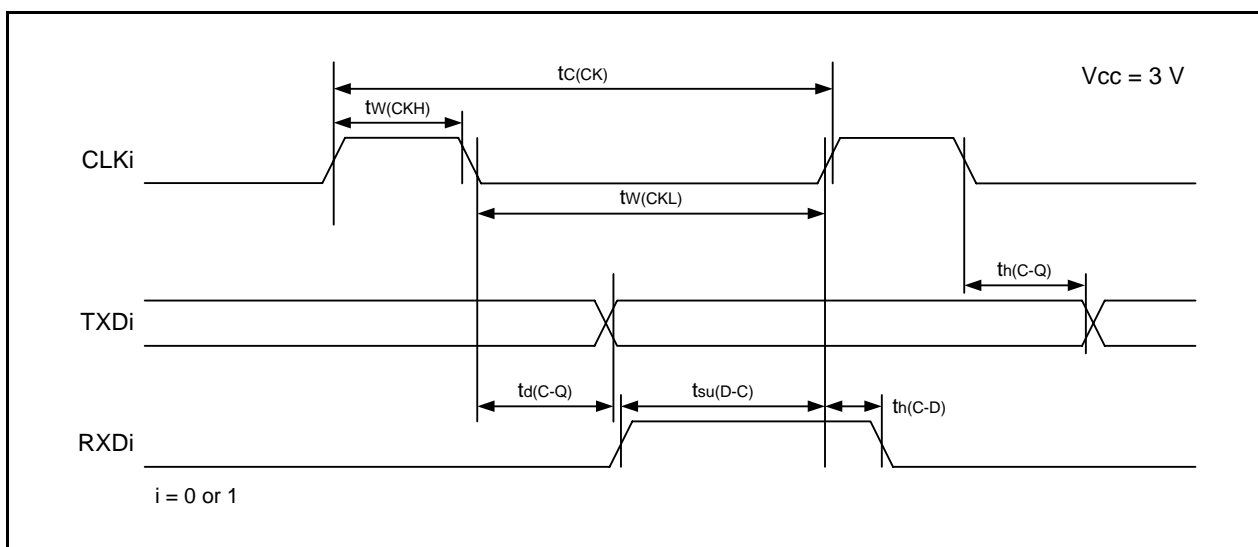 tC(CK)
Vcc = 3 V
tW(CKH)
CLKi
tW(CKL)
th(C-Q)
TXDi
td(C-Q)
tsu(D-C)
th(C-D)
RXDi
i = 0 or 1